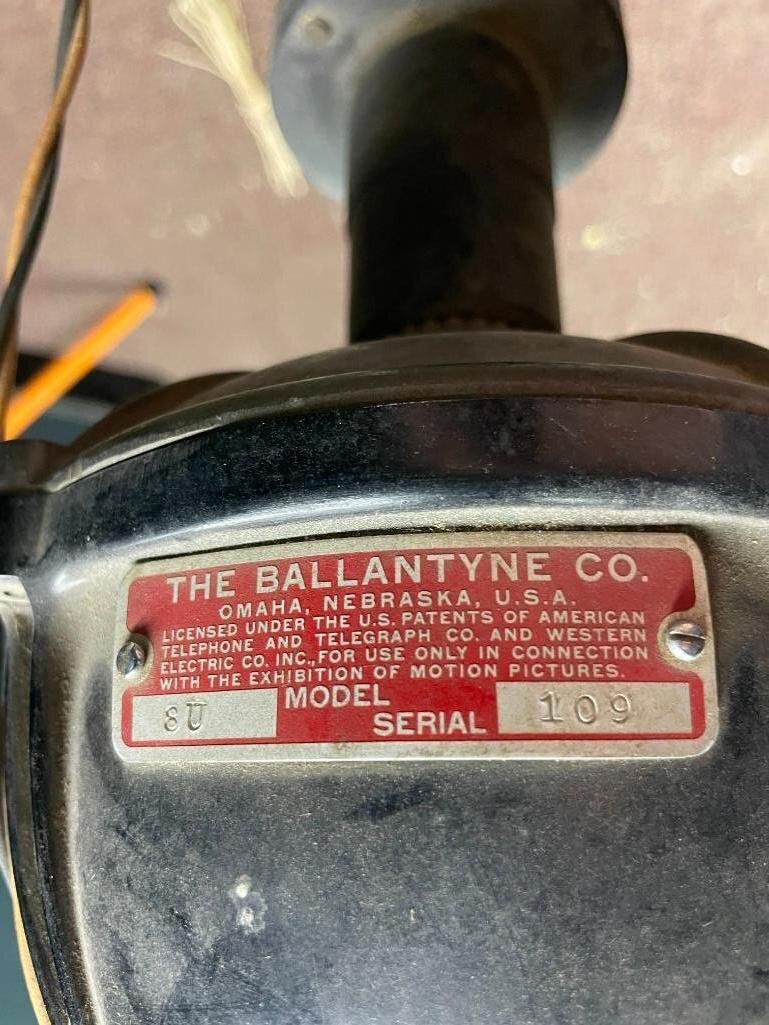 THE BALLANTYNE CO.
OMAHA, NEBRASKA, U.S.A.
LICENSED UNDER THE U.S. PATENTS OF AMERICAN
TELEPHONE AND TELEGRAPH CO. AND WESTERN
ELECTRIC CO. INC., FOR USE ONLY IN CONNECTION
WITH THE EXHIBITION OF MOTION PICTURES.
8U MODEL
SERIAL 109